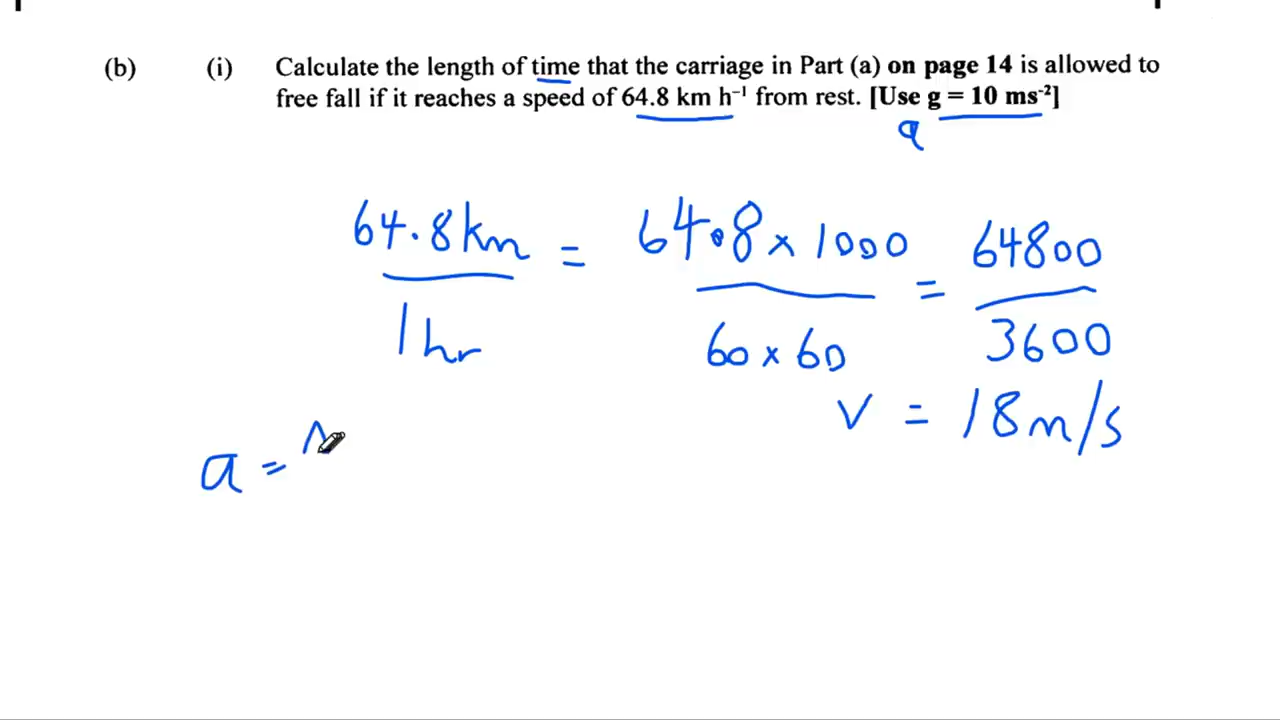 (b) (i) Calculate the length of time that the carriage in Part (a) on page 14 is allowed to
free fall if it reaches a speed of 64.8 km h⁻¹ from rest. [Use g = 10 ms⁻²]
a
64.8km / 1hr = 64.8 × 1000 / 60 × 60 = 64800 / 3600
v = 18m/s
a =